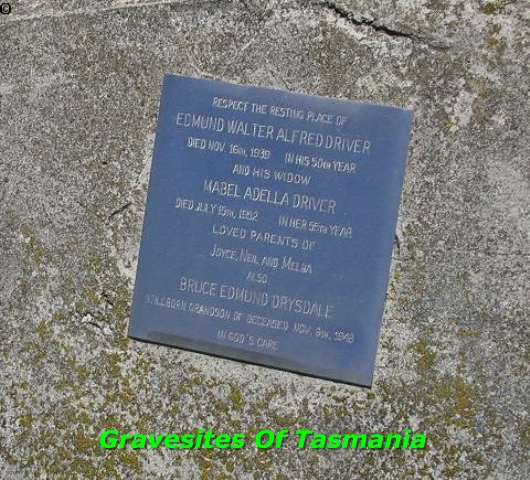 ©
RESPECT THE RESTING PLACE OF
EDMUND WALTER ALFRED DRIVER
DIED NOV. 16TH, 1939 IN HIS 50TH YEAR
AND HIS WIDOW
MABEL ADELLA DRIVER
DIED JULY 15TH, 1952 IN HER 55TH YEAR
LOVED PARENTS OF
JOYCE, NEIL AND MELBA
ALSO
BRUCE EDMUND DRYSDALE
STILLBORN GRANDSON OF DECEASED NOV. 9TH, 1943
IN GOD'S CARE
Gravesites Of Tasmania